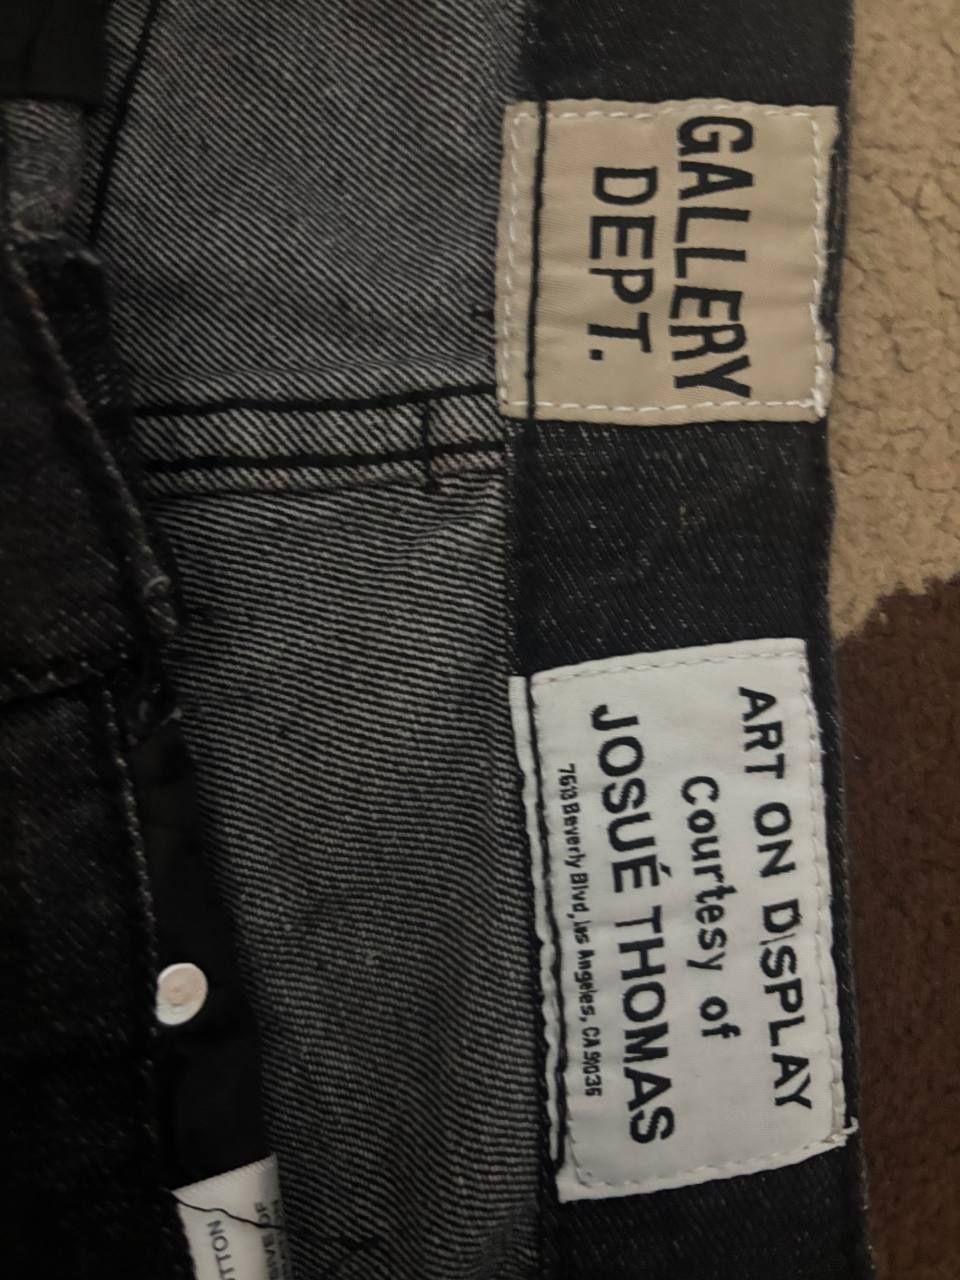 GALLERY
DEPT.
ART ON DISPLAY
Courtesy of
JOSUÉ THOMAS
7613 Beverly Blvd, los Angeles, CA 90036